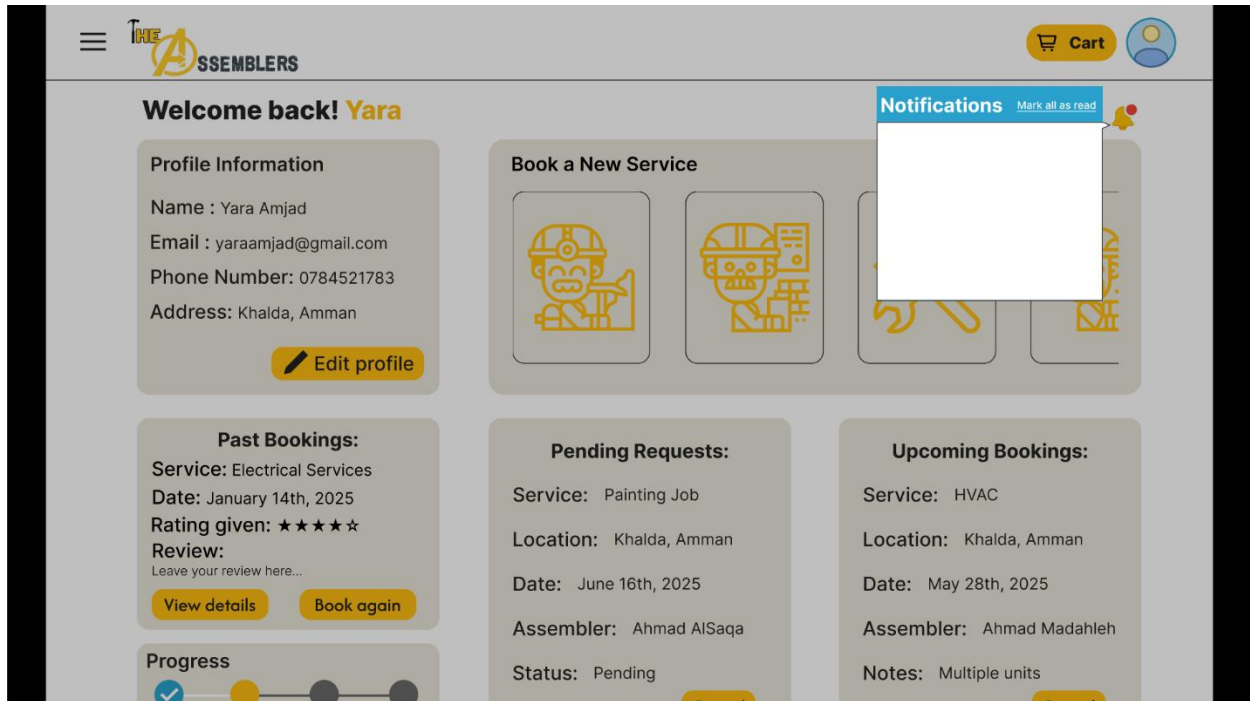 THE ASSEMBLERS
Cart
Welcome back! Yara
Notifications Mark all as read
Profile Information
Name : Yara Amjad
Email : yaraamjad@gmail.com
Phone Number: 0784521783
Address: Khalda, Amman
Edit profile
Book a New Service
Past Bookings:
Service: Electrical Services
Date: January 14th, 2025
Rating given: ★★★★☆
Review:
Leave your review here...
View details Book again
Progress
Pending Requests:
Service: Painting Job
Location: Khalda, Amman
Date: June 16th, 2025
Assembler: Ahmad AlSaqa
Status: Pending
Upcoming Bookings:
Service: HVAC
Location: Khalda, Amman
Date: May 28th, 2025
Assembler: Ahmad Madahleh
Notes: Multiple units